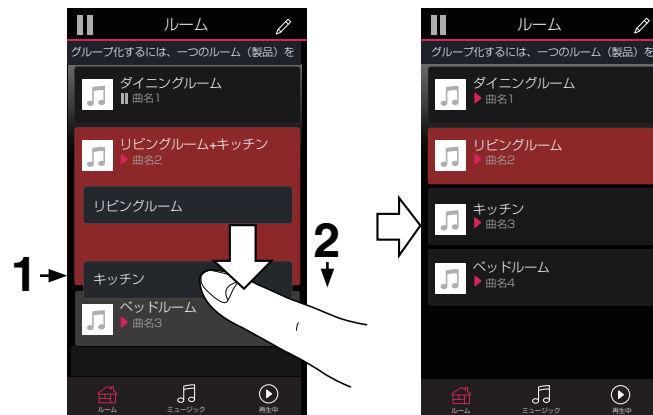 ルーム
グループ化するには、一つのルーム（製品）を
ダイニングルーム
曲名1
リビングルーム+キッチン
曲名2
リビングルーム
キッチン
ベッドルーム
曲名3
ルーム
ミュージック
再生中
1
2
ルーム
グループ化するには、一つのルーム（製品）を
ダイニングルーム
曲名1
リビングルーム
曲名2
キッチン
曲名3
ベッドルーム
曲名4
ルーム
ミュージック
再生中